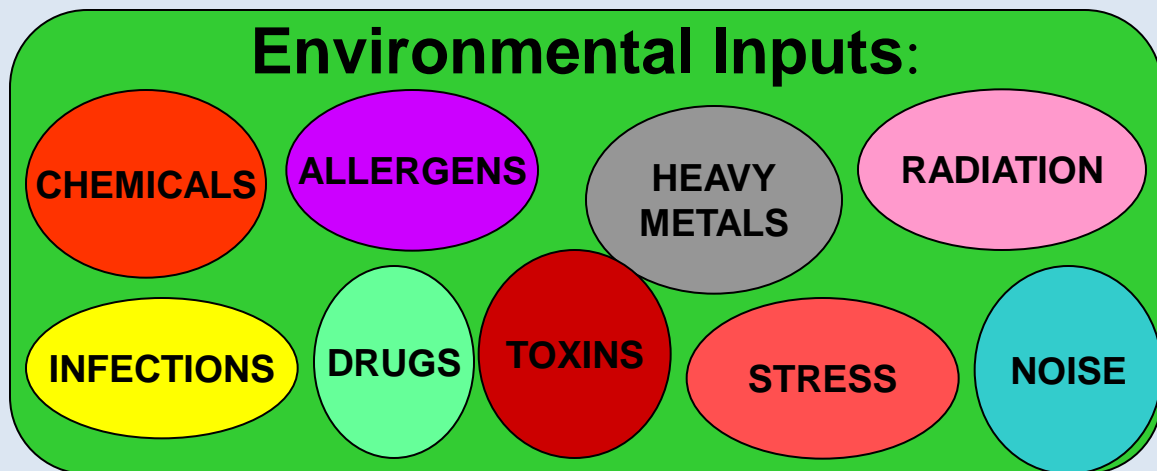 Environmental Inputs:
CHEMICALS
ALLERGENS
HEAVY
METALS
RADIATION
INFECTIONS
DRUGS
TOXINS
STRESS
NOISE